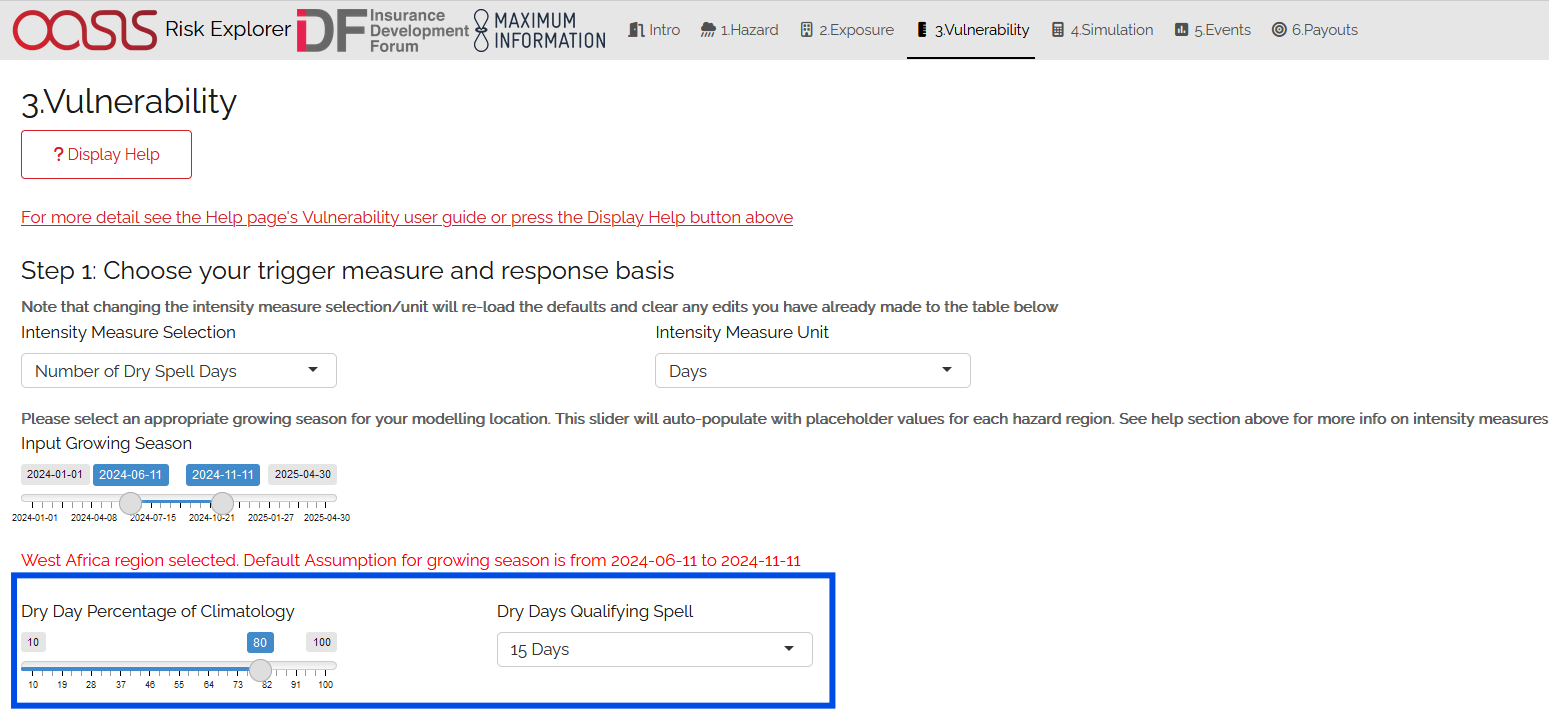 OASIS Risk Explorer IDF Insurance Development Forum MAXIMUM INFORMATION Intro 1.Hazard 2.Exposure 3.Vulnerability 4.Simulation 5.Events 6.Payouts
3.Vulnerability
? Display Help
For more detail see the Help page's Vulnerability user guide or press the Display Help button above
Step 1: Choose your trigger measure and response basis
Note that changing the intensity measure selection/unit will re-load the defaults and clear any edits you have already made to the table below
Intensity Measure Selection Intensity Measure Unit
Number of Dry Spell Days Days
Please select an appropriate growing season for your modelling location. This slider will auto-populate with placeholder values for each hazard region. See help section above for more info on intensity measures
Input Growing Season
2024-01-01 2024-06-11 2024-11-11 2025-04-30
2024-01-01 2024-04-08 2024-07-15 2024-10-21 2025-01-27 2025-04-30
West Africa region selected. Default Assumption for growing season is from 2024-06-11 to 2024-11-11
Dry Day Percentage of Climatology Dry Days Qualifying Spell
10 80 100 15 Days
10 19 28 37 46 55 64 73 82 91 100